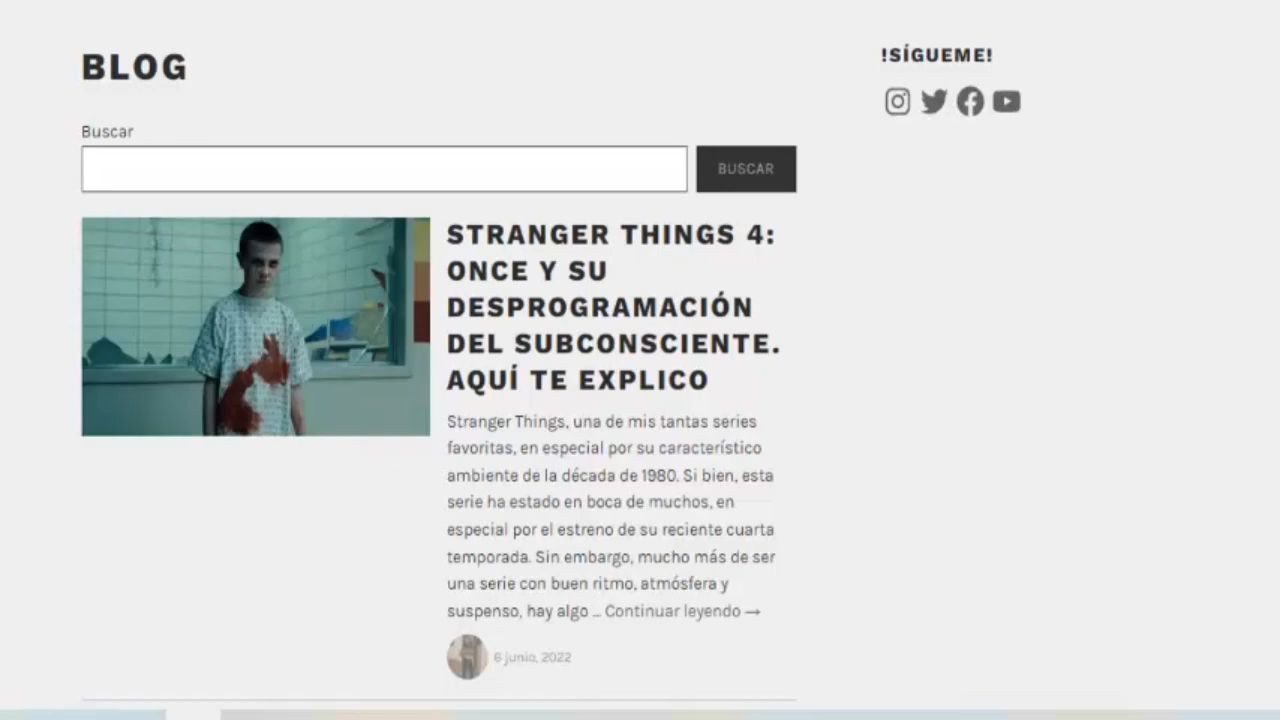 BLOG
!SÍGUEME!
Buscar
BUSCAR
STRANGER THINGS 4:
ONCE Y SU
DESPROGRAMACIÓN
DEL SUBCONSCIENTE.
AQUÍ TE EXPLICO
Stranger Things, una de mis tantas series
favoritas, en especial por su característico
ambiente de la década de 1980. Si bien, esta
serie ha estado en boca de muchos, en
especial por el estreno de su reciente cuarta
temporada. Sin embargo, mucho más de ser
una serie con buen ritmo, atmósfera y
suspenso, hay algo ... Continuar leyendo →
6 junio, 2022